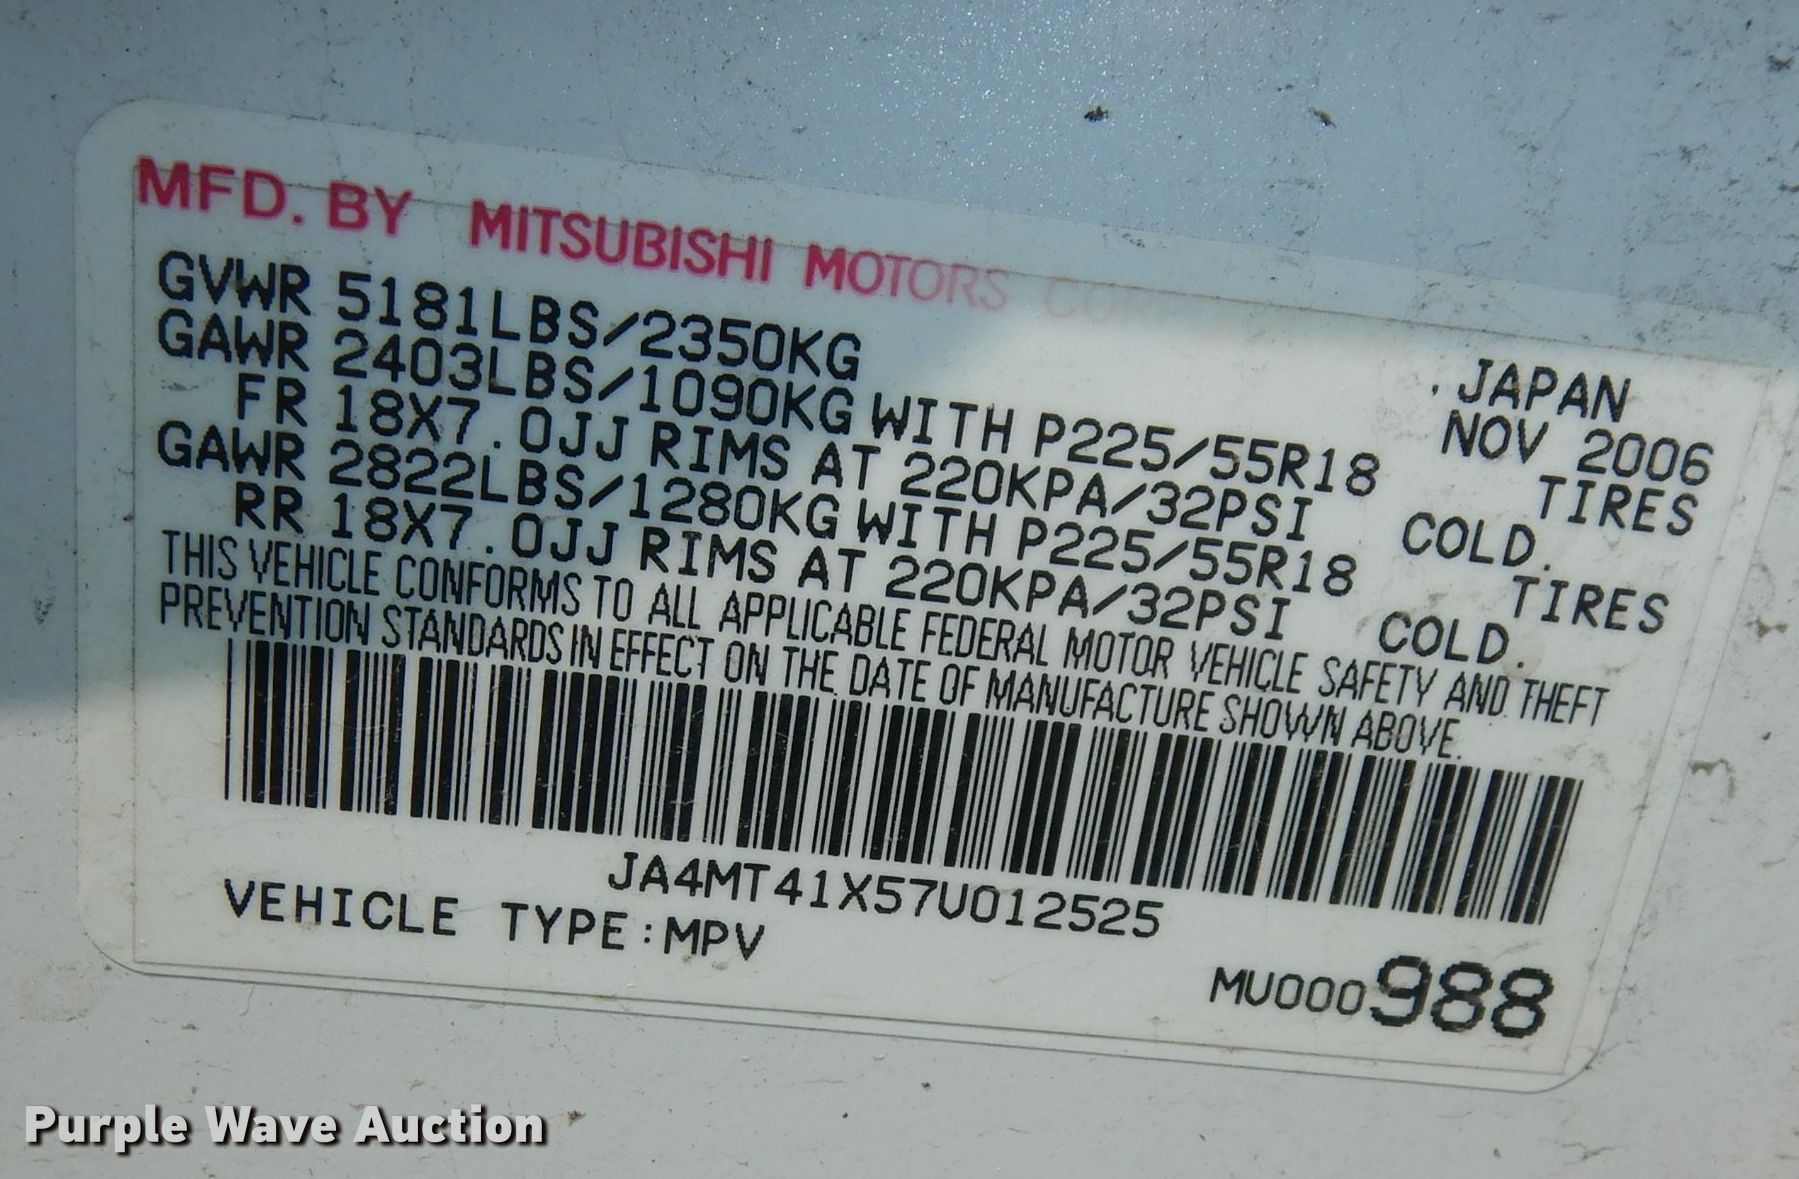 MFD. BY MITSUBISHI MOTORS
. JAPAN
GVWR 5181LBS/2350KG NOV 2006
GAWR 2403LBS/1090KG WITH P225/55R18 TIRES
FR 18X7.0JJ RIMS AT 220KPA/32PSI COLD.
GAWR 2822LBS/1280KG WITH P225/55R18 TIRES
RR 18X7.0JJ RIMS AT 220KPA/32PSI COLD.
THIS VEHICLE CONFORMS TO ALL APPLICABLE FEDERAL MOTOR VEHICLE SAFETY AND THEFT
PREVENTION STANDARDS IN EFFECT ON THE DATE OF MANUFACTURE SHOWN ABOVE.
JA4MT41X57U012525
VEHICLE TYPE:MPV
MU000988
Purple Wave Auction